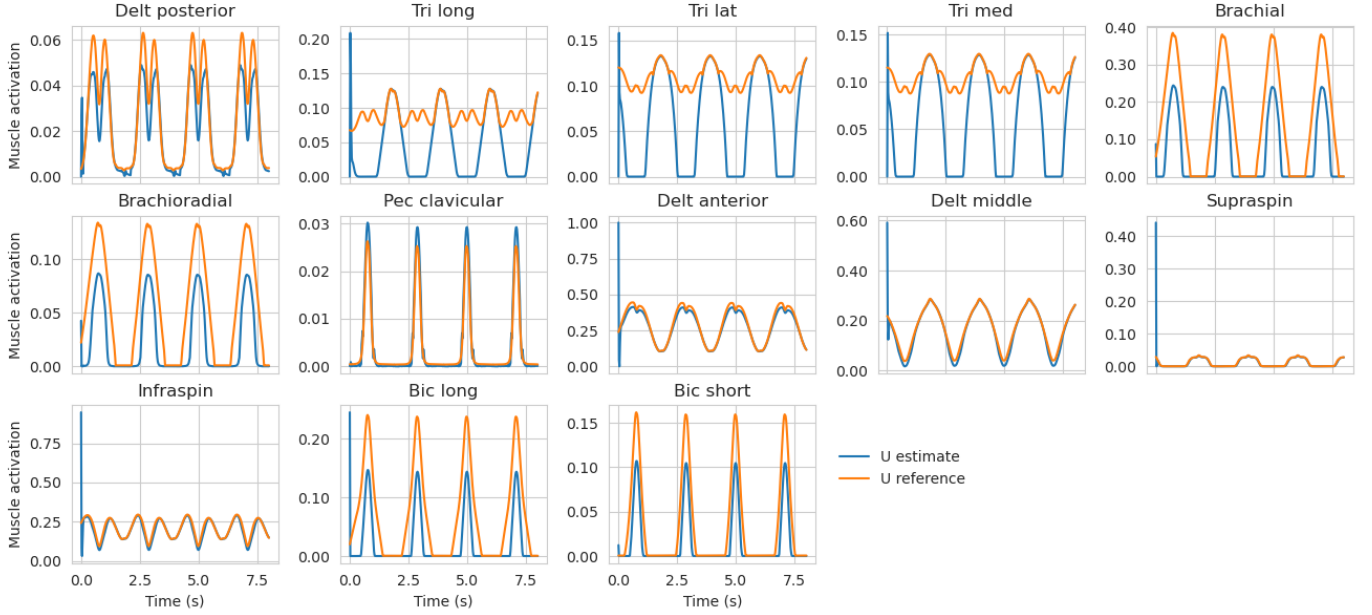 Delt posterior
Tri long
Tri lat
Tri med
Brachial
Muscle activation
0.06
0.04
0.02
0.00
0.20
0.15
0.10
0.05
0.00
0.15
0.10
0.05
0.00
0.15
0.10
0.05
0.00
0.40
0.30
0.20
0.10
0.00
Brachioradial
Pec clavicular
Delt anterior
Delt middle
Supraspin
Muscle activation
0.10
0.05
0.00
0.03
0.02
0.01
0.00
1.00
0.75
0.50
0.25
0.00
0.60
0.40
0.20
0.00
0.40
0.30
0.20
0.10
0.00
Infraspin
Bic long
Bic short
Muscle activation
0.75
0.50
0.25
0.00
0.20
0.10
0.00
0.15
0.10
0.05
0.00
U estimate
U reference
0.0 2.5 5.0 7.5
0.0 2.5 5.0 7.5
0.0 2.5 5.0 7.5
Time (s)
Time (s)
Time (s)